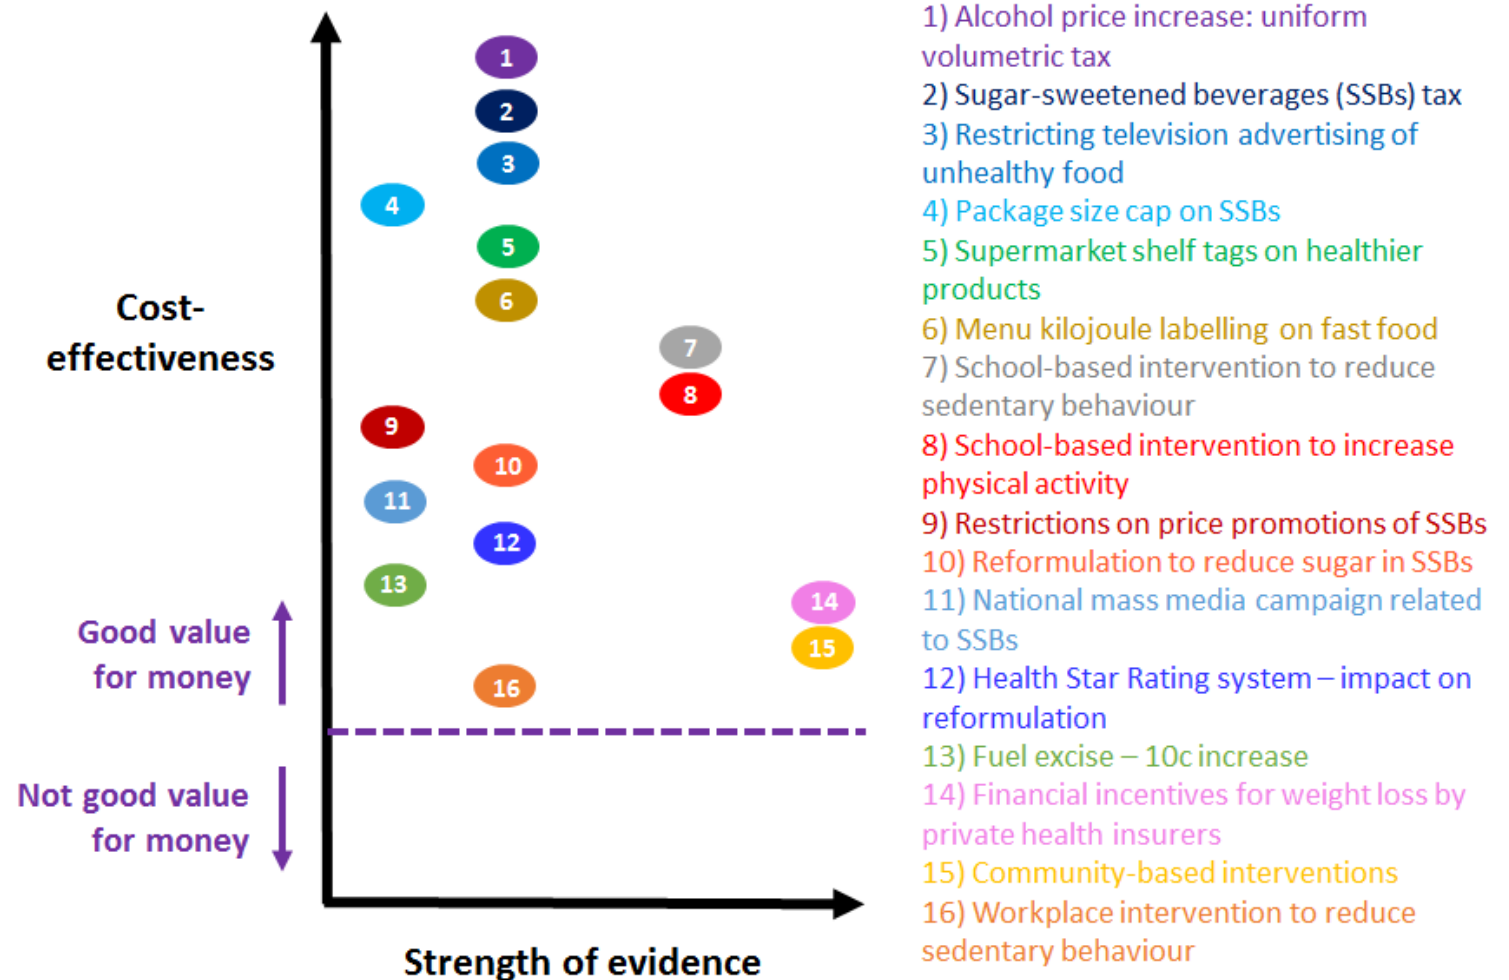 Cost-
effectiveness
Good value
for money
Not good value
for money
1
2
3
4
5
6
7
8
9
10
11
12
13
14
15
16
Strength of evidence
1) Alcohol price increase: uniform
volumetric tax
2) Sugar-sweetened beverages (SSBs) tax
3) Restricting television advertising of
unhealthy food
4) Package size cap on SSBs
5) Supermarket shelf tags on healthier
products
6) Menu kilojoule labelling on fast food
7) School-based intervention to reduce
sedentary behaviour
8) School-based intervention to increase
physical activity
9) Restrictions on price promotions of SSBs
10) Reformulation to reduce sugar in SSBs
11) National mass media campaign related
to SSBs
12) Health Star Rating system – impact on
reformulation
13) Fuel excise – 10c increase
14) Financial incentives for weight loss by
private health insurers
15) Community-based interventions
16) Workplace intervention to reduce
sedentary behaviour